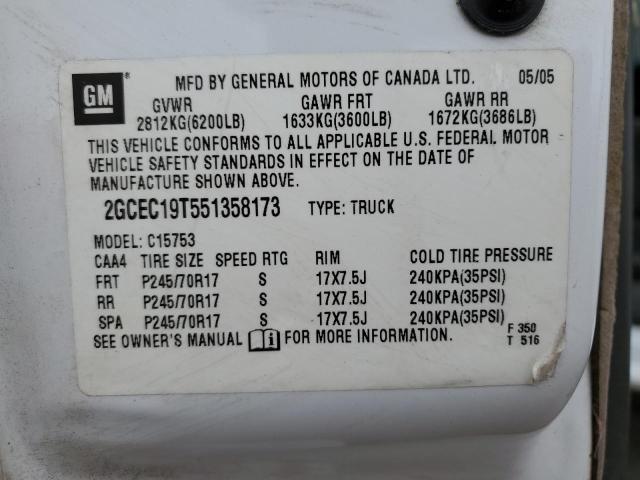 GM ® MFD BY GENERAL MOTORS OF CANADA LTD. 05/05
GVWR GAWR FRT GAWR RR
2812KG(6200LB) 1633KG(3600LB) 1672KG(3686LB)
THIS VEHICLE CONFORMS TO ALL APPLICABLE U.S. FEDERAL MOTOR
VEHICLE SAFETY STANDARDS IN EFFECT ON THE DATE OF
MANUFACTURE SHOWN ABOVE.
2GCEC19T551358173 TYPE: TRUCK
MODEL: C15753
CAA4 TIRE SIZE SPEED RTG RIM COLD TIRE PRESSURE
FRT P245/70R17 S 17X7.5J 240KPA(35PSI)
RR P245/70R17 S 17X7.5J 240KPA(35PSI)
SPA P245/70R17 S 17X7.5J 240KPA(35PSI)
SEE OWNER'S MANUAL i FOR MORE INFORMATION. F 350
T 516